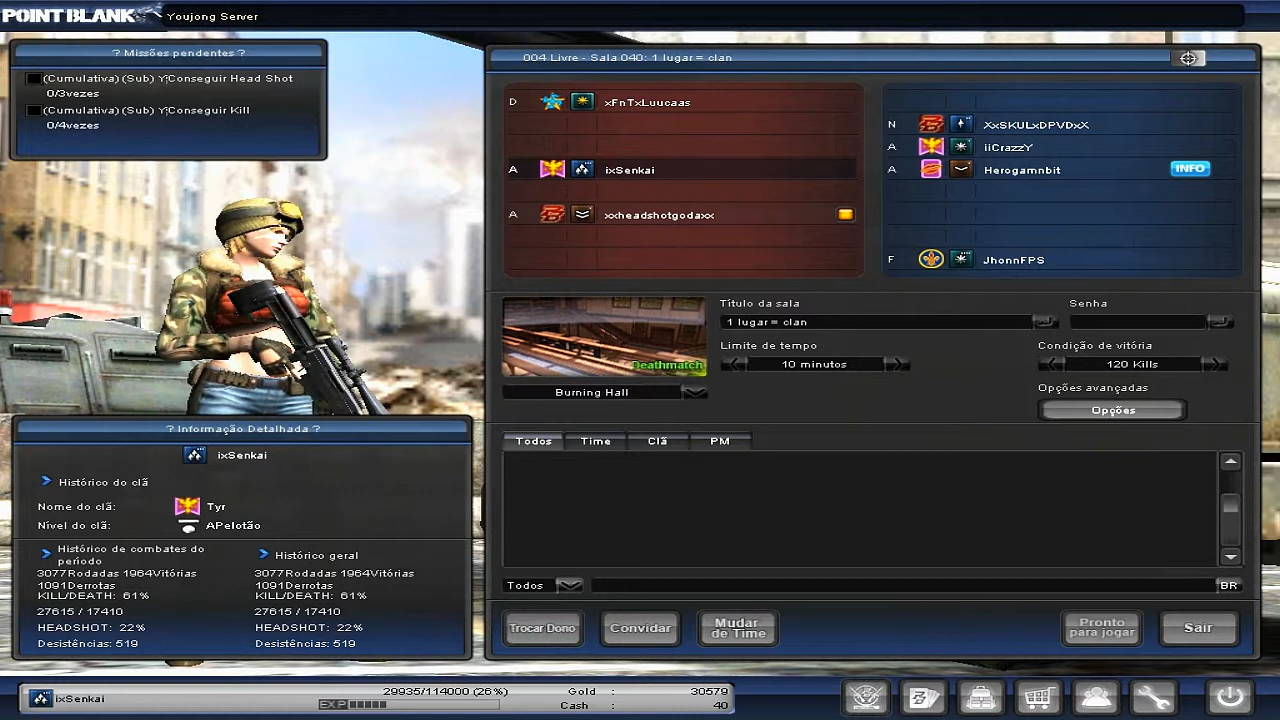 POINT BLANK
Youjong Server
? Missões pendentes ?
(Cumulativa) (Sub) Y¦Conseguir Head Shot
0/3vezes
(Cumulativa) (Sub) Y¦Conseguir Kill
0/4vezes
004 Livre - Sala 040: 1 lugar = clan
D xFnTxLuucaas
A ixSenkai
A xxheadshotgodaxx
N XxSKULxDPVDxX
A iiCrazzY
A Herogamnbit INFO
F JhonnFPS
Deathmatch
Burning Hall
Título da sala
1 lugar = clan
Senha
Limite de tempo
10 minutos
Condição de vitória
120 Kills
Opções avançadas
Opções
? Informação Detalhada ?
ixSenkai
Histórico do clã
Nome do clã: Tyr
Nível do clã: APelotão
Histórico de combates do período
3077Rodadas 1964Vitórias
1091Derrotas
KILL/DEATH: 61%
27615 / 17410
HEADSHOT: 22%
Desistências: 519
Histórico geral
3077Rodadas 1964Vitórias
1091Derrotas
KILL/DEATH: 61%
27615 / 17410
HEADSHOT: 22%
Desistências: 519
Todos Time Clã PM
Todos BR
Trocar Dono
Convidar
Mudar de Time
Pronto para jogar
Sair
ixSenkai
29935/114000 (26%)
EXP
Gold : 30579
Cash : 40